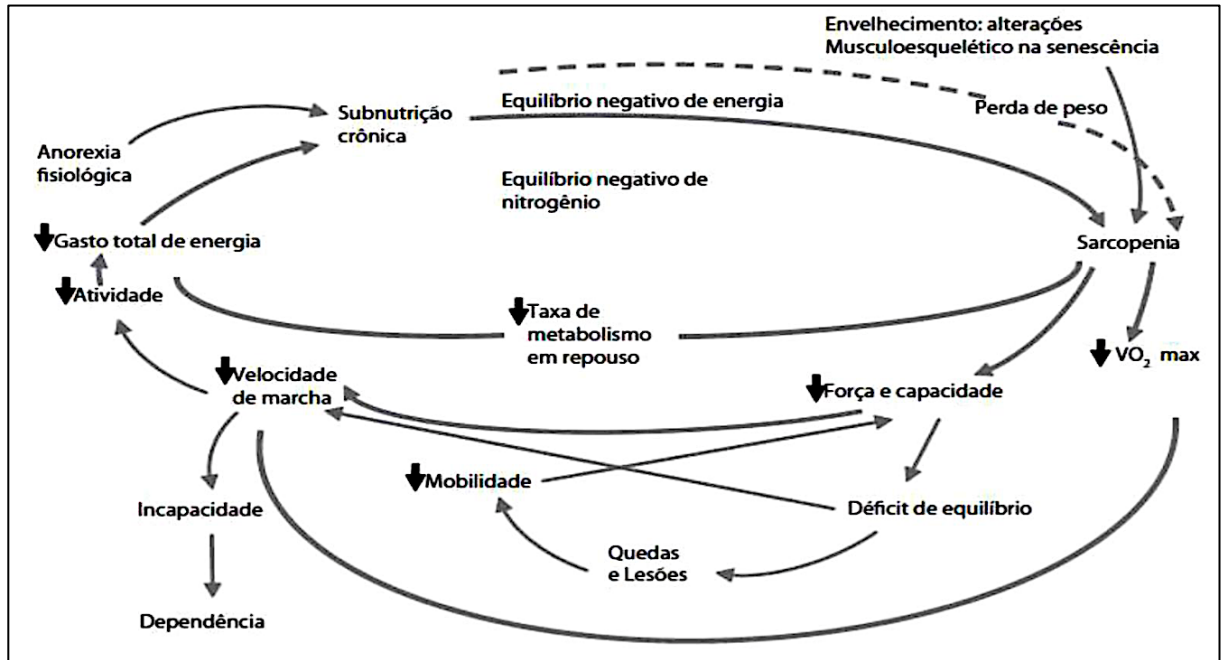 Envelhecimento: alterações
Musculoesquelético na senescência
Equilíbrio negativo de energia
Perda de peso
Subnutrição
crônica
Anorexia
fisiológica
Equilíbrio negativo de
nitrogênio
Gasto total de energia
Sarcopenia
Atividade
Taxa de
metabolismo
em repouso
VO₂ max
Velocidade
de marcha
Força e capacidade
Mobilidade
Incapacidade
Déficit de equilíbrio
Quedas
e Lesões
Dependência